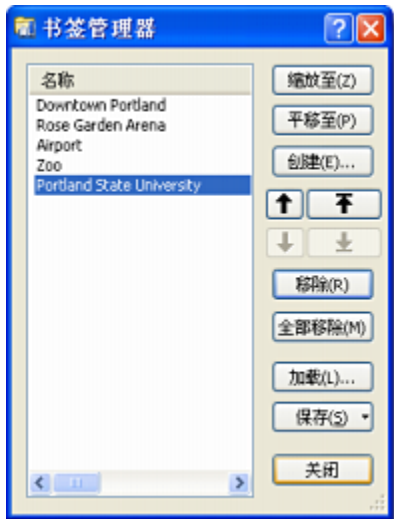 书签管理器
名称
Downtown Portland
Rose Garden Arena
Airport
Zoo
Portland State University
缩放至(Z)
平移至(P)
创建(E)...
移除(R)
全部移除(M)
加载(L)...
保存(S)
关闭